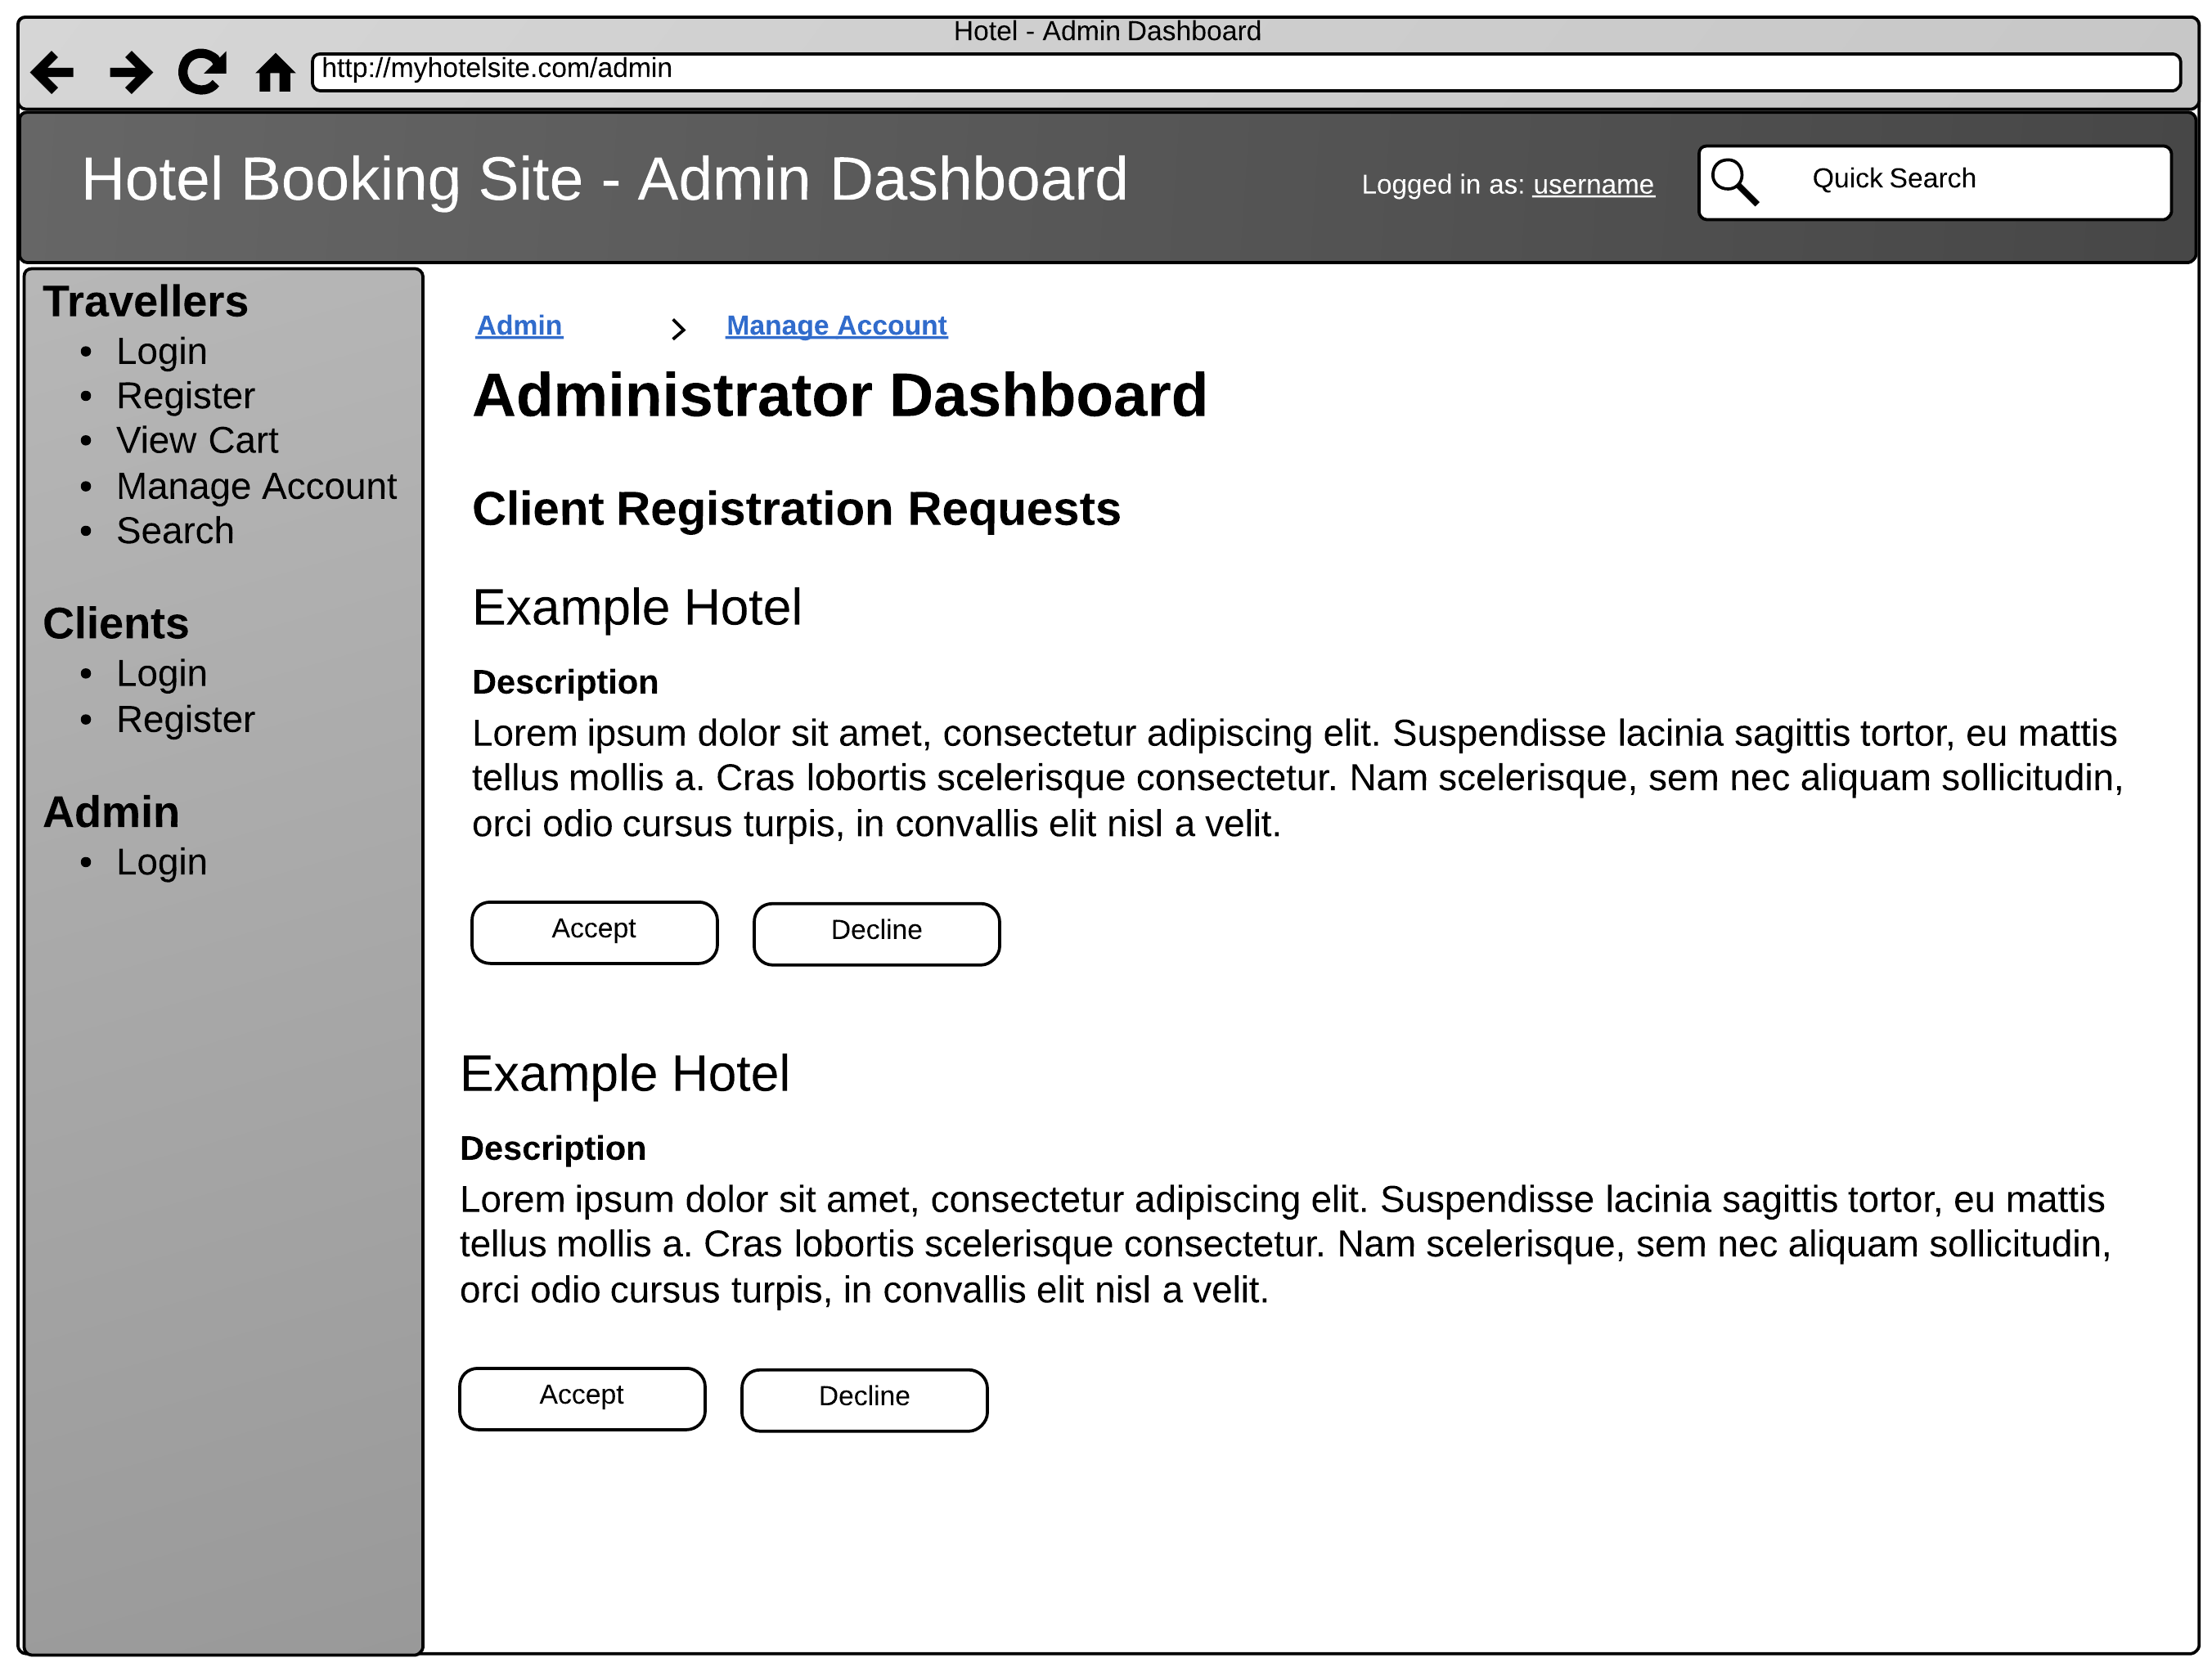 Hotel - Admin Dashboard
http://myhotelsite.com/admin
Hotel Booking Site - Admin Dashboard
Logged in as: username
Quick Search
Travellers
• Login
• Register
• View Cart
• Manage Account
• Search
Clients
• Login
• Register
Admin
• Login
Admin > Manage Account
Administrator Dashboard
Client Registration Requests
Example Hotel
Description
Lorem ipsum dolor sit amet, consectetur adipiscing elit. Suspendisse lacinia sagittis tortor, eu mattis
tellus mollis a. Cras lobortis scelerisque consectetur. Nam scelerisque, sem nec aliquam sollicitudin,
orci odio cursus turpis, in convallis elit nisl a velit.
Accept
Decline
Example Hotel
Description
Lorem ipsum dolor sit amet, consectetur adipiscing elit. Suspendisse lacinia sagittis tortor, eu mattis
tellus mollis a. Cras lobortis scelerisque consectetur. Nam scelerisque, sem nec aliquam sollicitudin,
orci odio cursus turpis, in convallis elit nisl a velit.
Accept
Decline